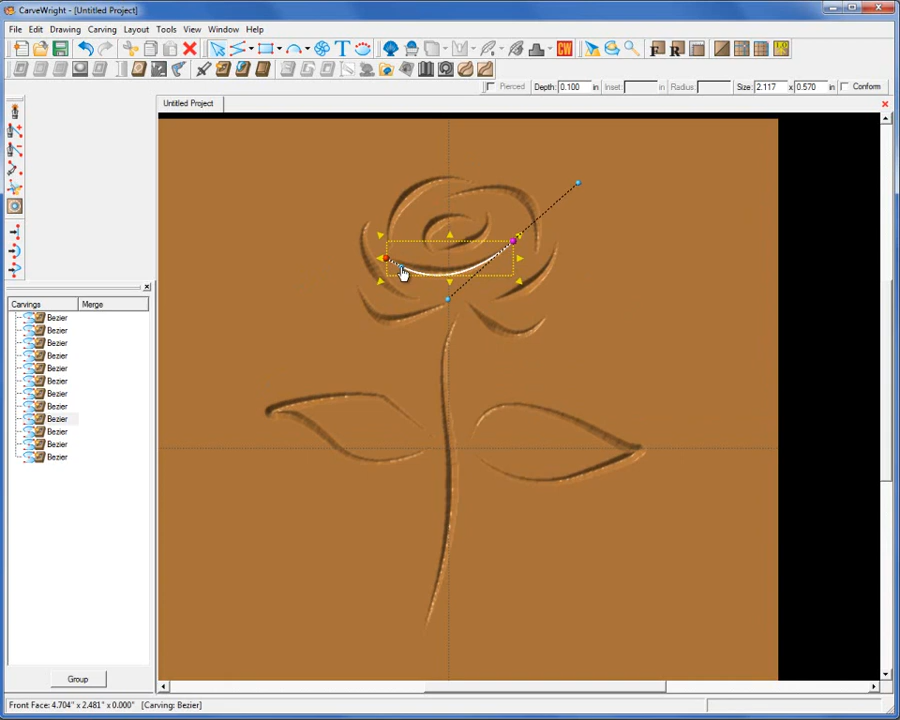 CarveWright - [Untitled Project]
File Edit Drawing Carving Layout Tools View Window Help
Pierced Depth: 0.100 in Inset: in Radius: in Size: 2.117 x 0.570 in Conform
Untitled Project
Carvings Merge
Bezier
Bezier
Bezier
Bezier
Bezier
Bezier
Bezier
Bezier
Bezier
Bezier
Bezier
Bezier
Group
Front Face: 4.704" x 2.481" x 0.000" [Carving: Bezier]